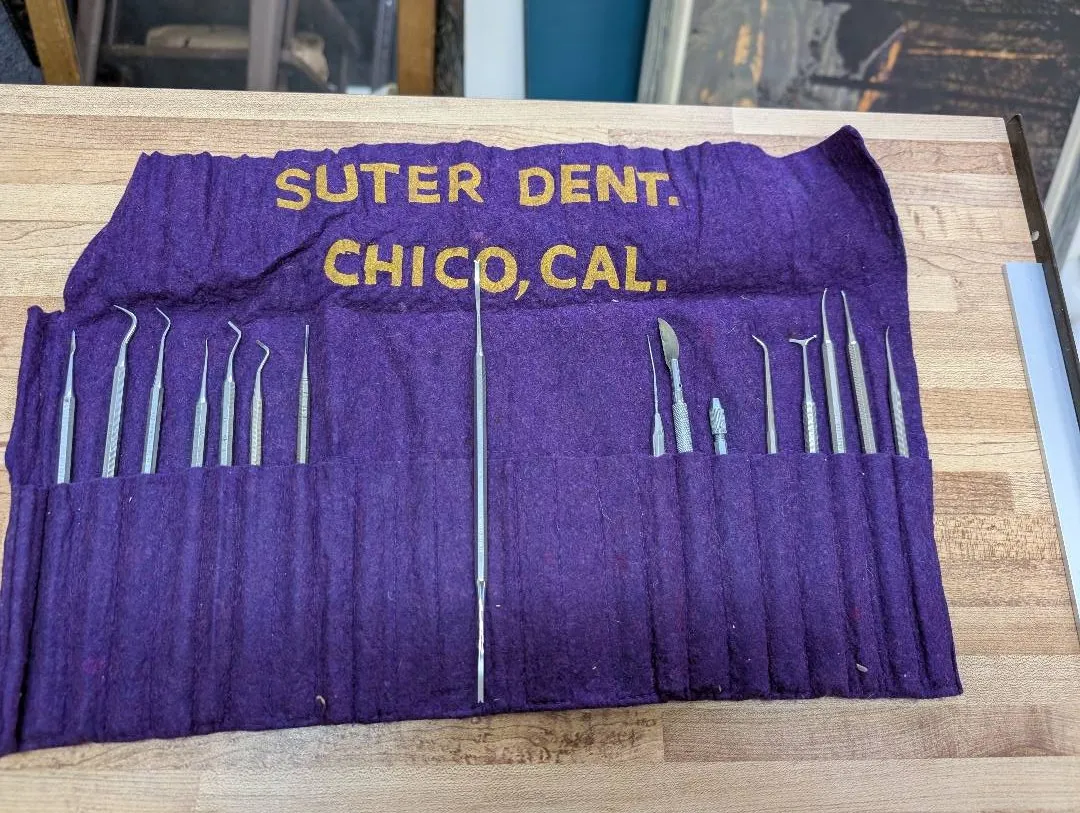 SUTER DENT.
CHICO, CAL.